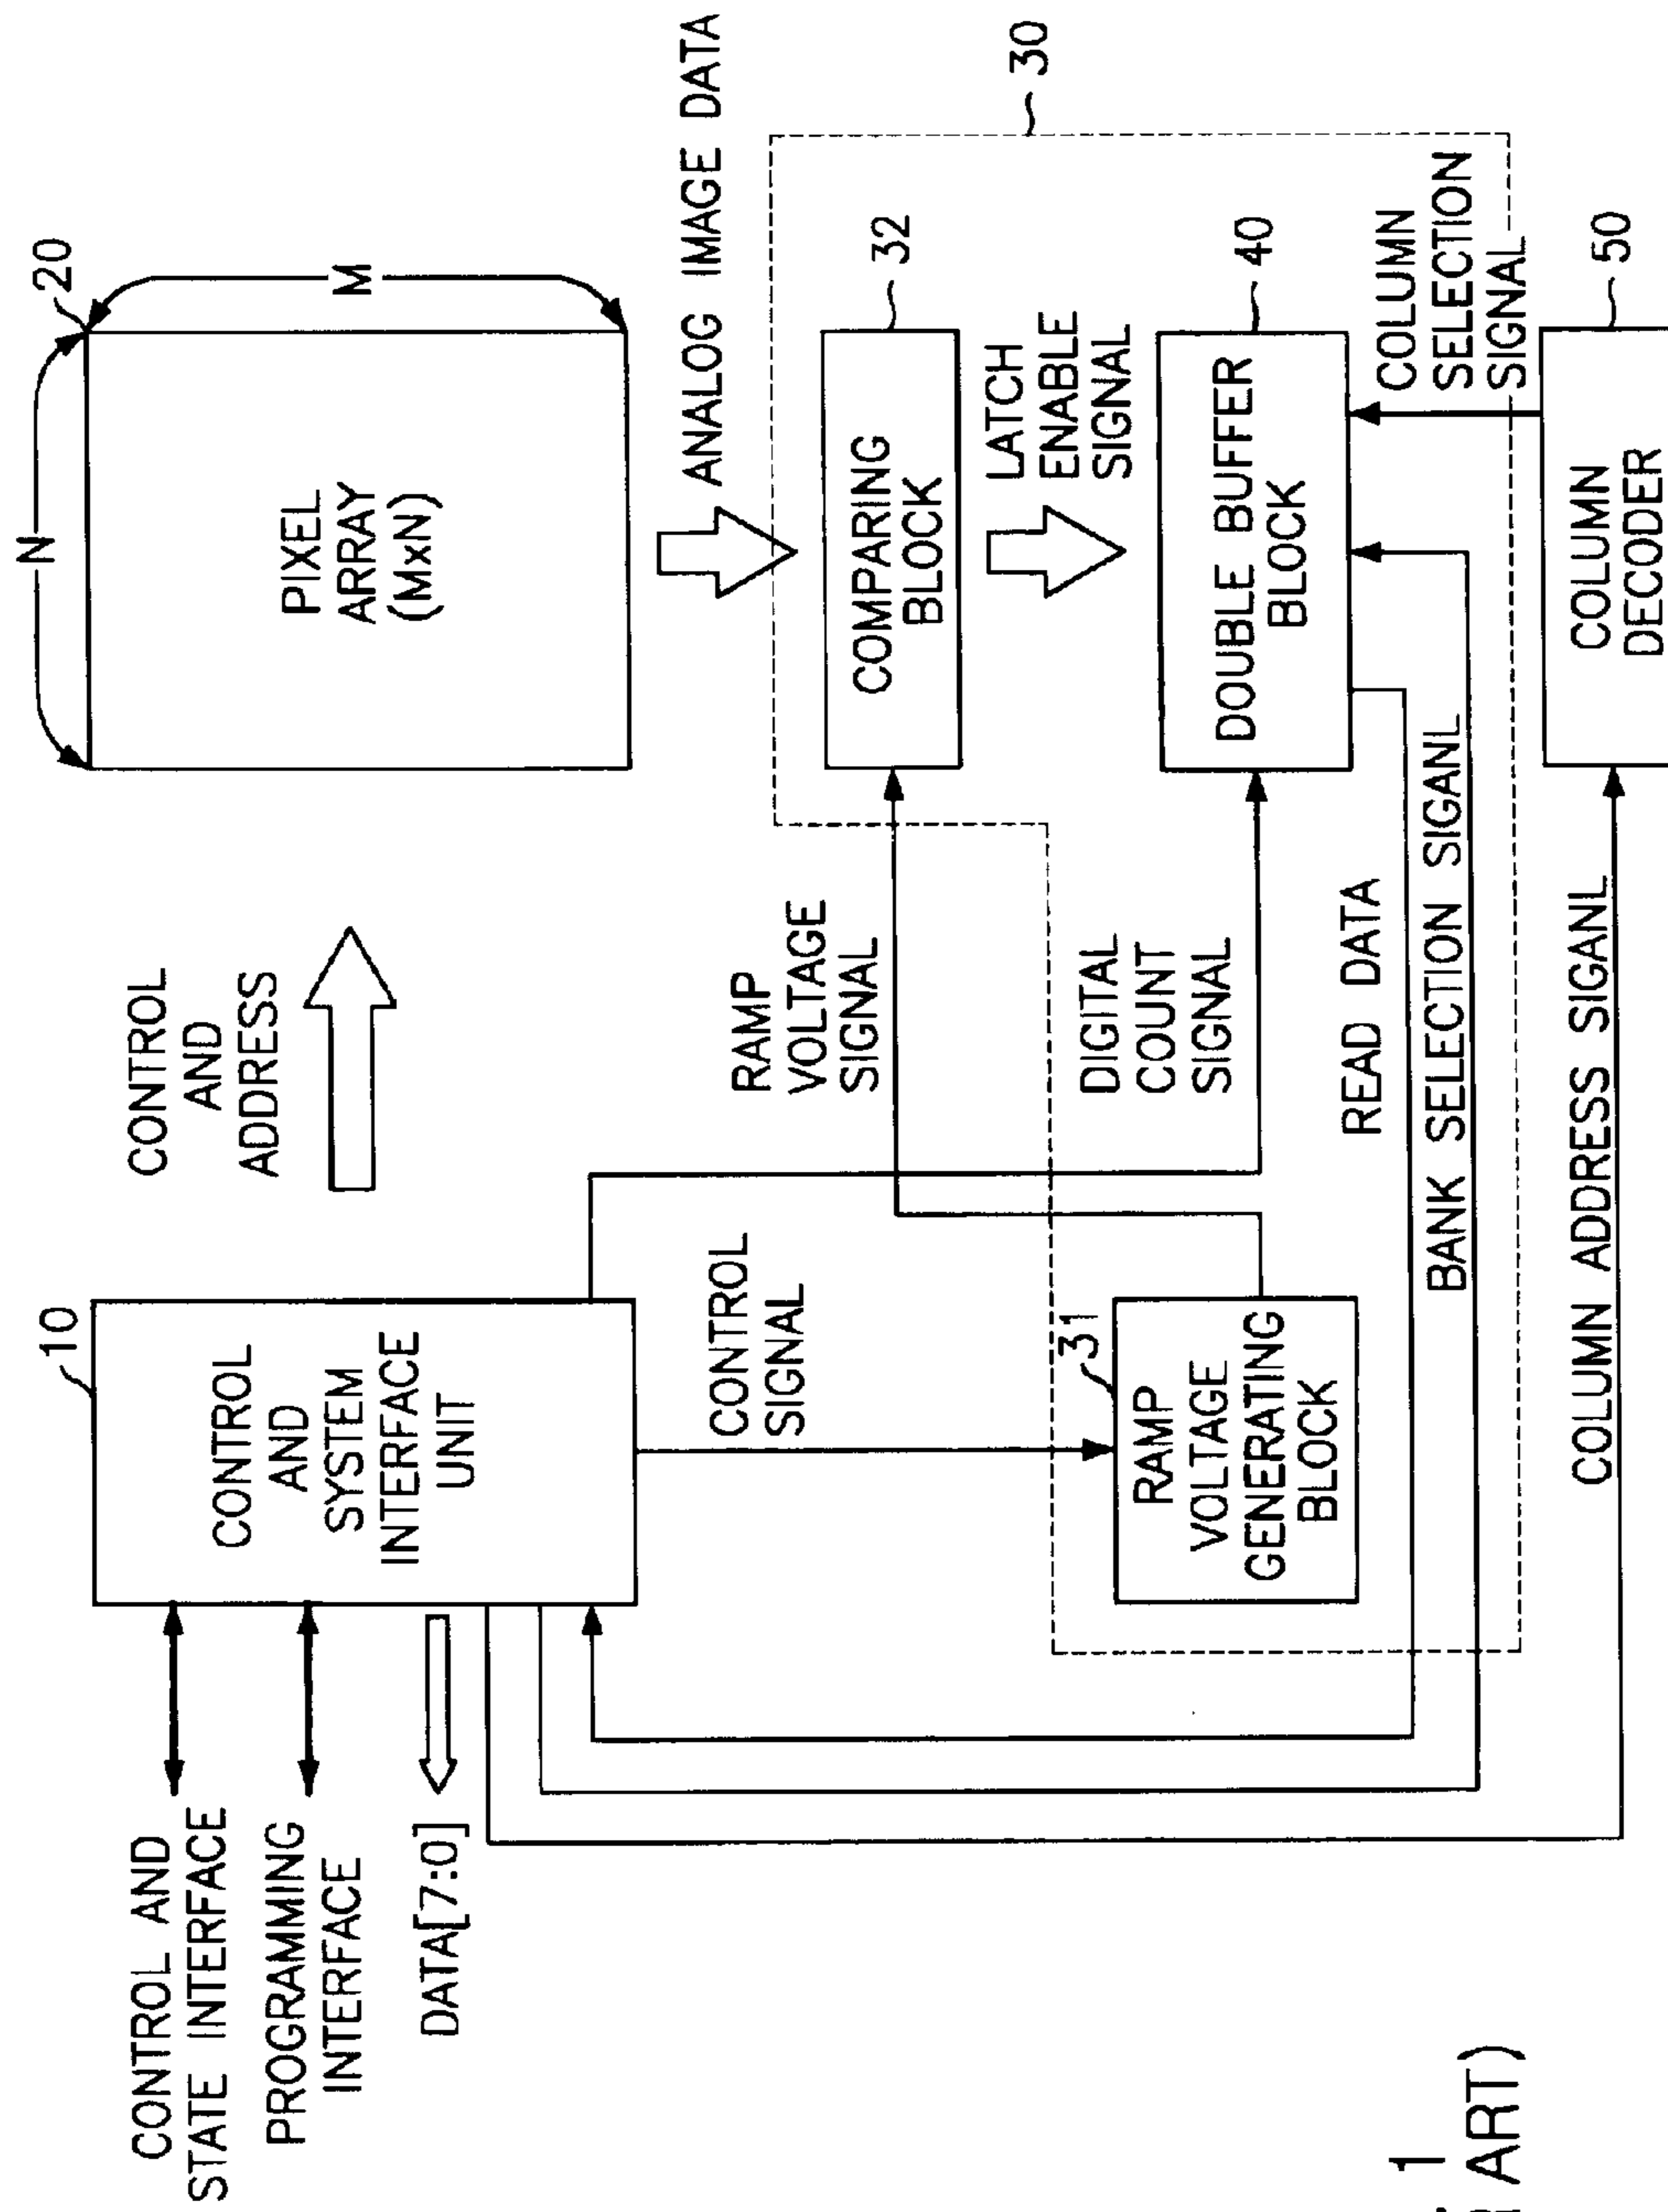 10
CONTROL
AND
SYSTEM
INTERFACE
UNIT
CONTROL AND
STATE INTERFACE
PROGRAMMING
INTERFACE
DATA[7:0]
CONTROL
AND
ADDRESS
N
20
M
PIXEL
ARRAY
(MxN)
ANALOG IMAGE DATA
30
CONTROL
SIGNAL
RAMP
VOLTAGE
SIGNAL
COMPARING
BLOCK
32
LATCH
ENABLE
SIGNAL
31
RAMP
VOLTAGE
GENERATING
BLOCK
DIGITAL
COUNT
SIGNAL
DOUBLE BUFFER
BLOCK
40
READ DATA
BANK SELECTION SIGANL
COLUMN
SELECTION
SIGNAL
COLUMN ADDRESS SIGANL
COLUMN
DECODER
50
1
ART)